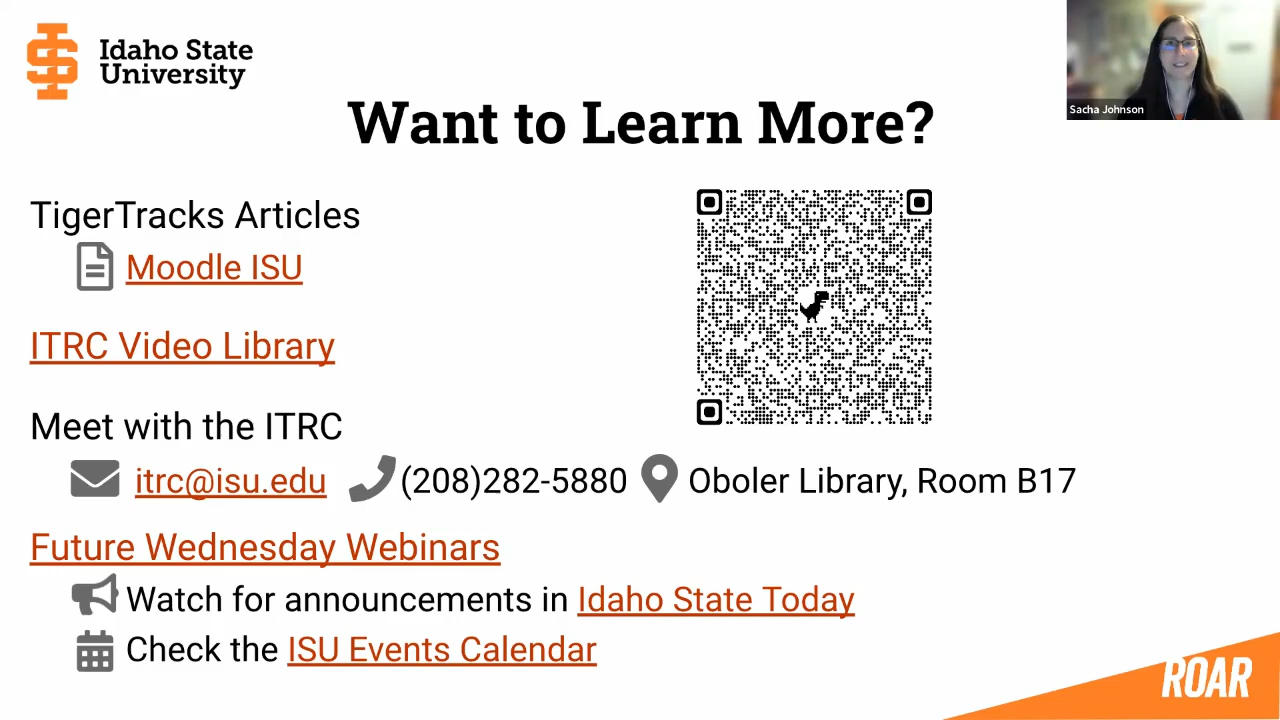 Idaho State
University
Sacha Johnson
Want to Learn More?
TigerTracks Articles
Moodle ISU
ITRC Video Library
Meet with the ITRC
itrc@isu.edu (208)282-5880 Oboler Library, Room B17
Future Wednesday Webinars
Watch for announcements in Idaho State Today
Check the ISU Events Calendar
ROAR